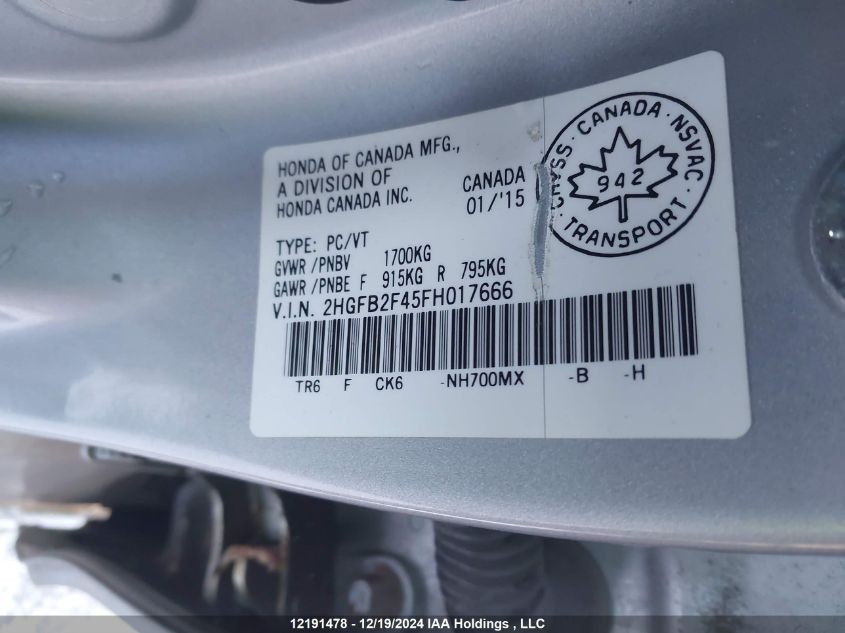 HONDA OF CANADA MFG.,
A DIVISION OF
HONDA CANADA INC.
CANADA
01/'15
TYPE: PC/VT
GVWR/PNBV 1700KG
GAWR/PNBE F 915KG R 795KG
V.I.N. 2HGFB2F45FH017666
TR6 F CK6 -NH700MX -B -H
CANADA · NSVAC ·
942
TRANSPORT ·
12191478 - 12/19/2024 IAA Holdings , LLC